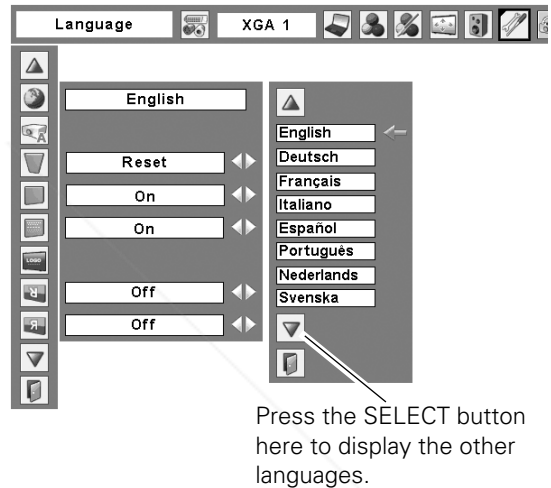 Language
XGA 1
English
Reset
On
On
LOGO
Off
Off
English
Deutsch
Français
Italiano
Español
Português
Nederlands
Svenska
Press the SELECT button
here to display the other
languages.